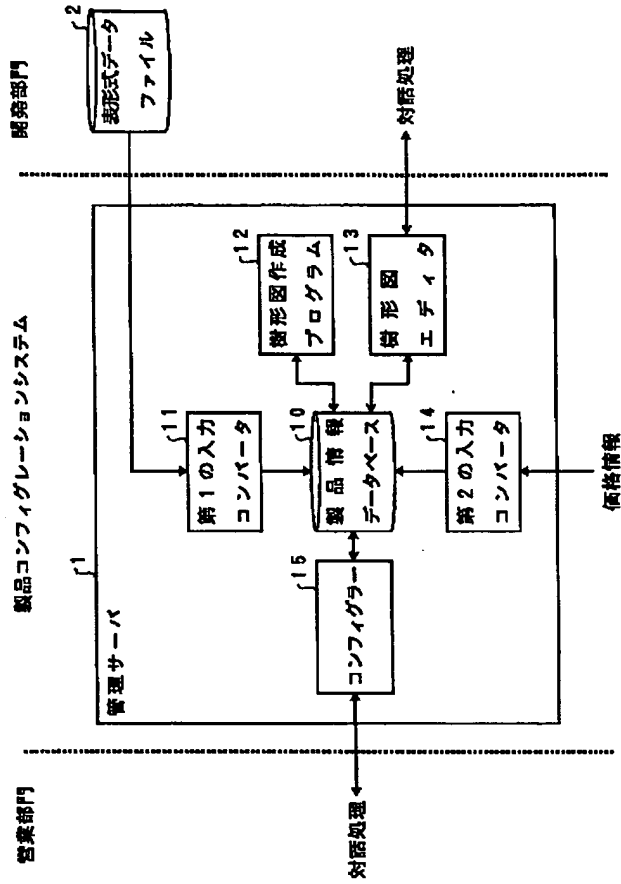 製品コンフィグレーションシステム
営業部門
開発部門
管理サーバ
1
2
表形式データ
ファイル
11
第1の入力
コンバータ
12
樹形図作成
プログラム
10
製品情報
データベース
13
樹形図
エディタ
15
コンフィグラー
14
第2の入力
コンバータ
対話処理
対話処理
価格情報